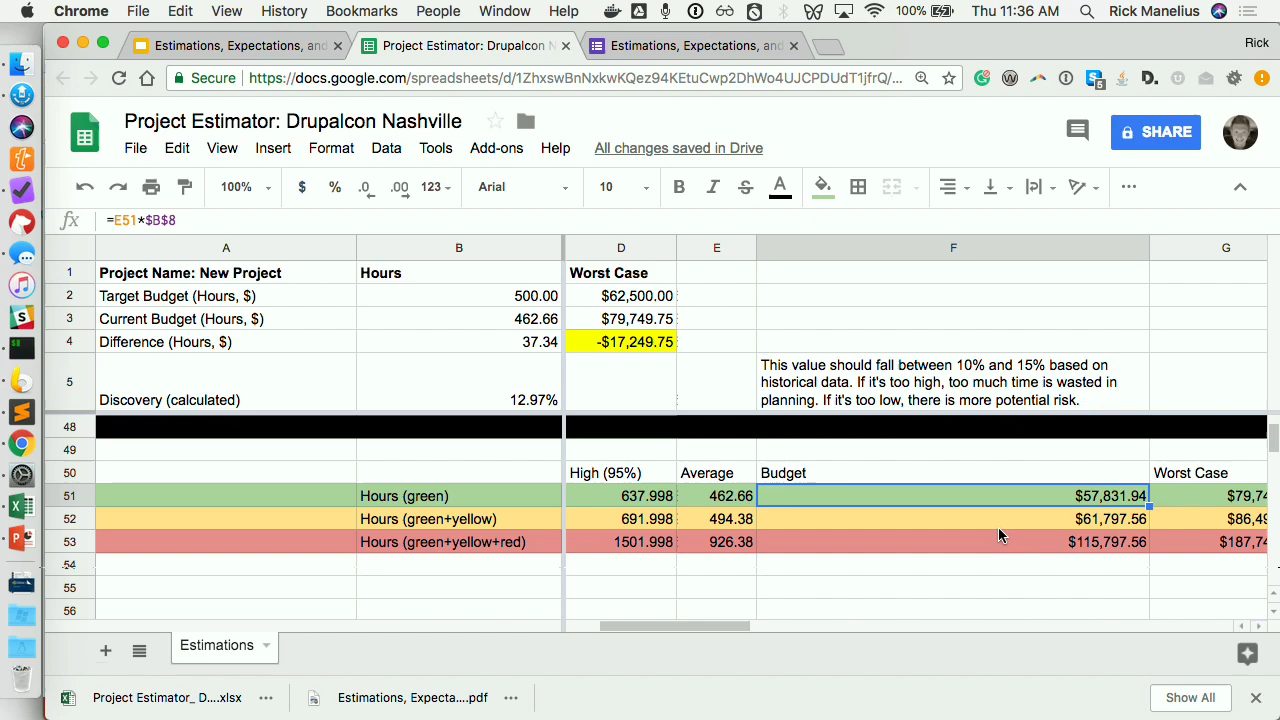 Chrome File Edit View History Bookmarks People Window Help 100% Thu 11:36 AM Rick Manelius
Estimations, Expectations, and Project Estimator: Drupalcon N Estimations, Expectations, and Rick
Secure https://docs.google.com/spreadsheets/d/1ZhxswBnNxkwKQez94KEtuCwp2DhWo4UJCPDUdT1jfrQ/...
Project Estimator: Drupalcon Nashville
SHARE
File Edit View Insert Format Data Tools Add-ons Help All changes saved in Drive
100% $ % .0 .00 123 Arial 10 B I S A
fx =E51*$B$8
A B D E F G
1 Project Name: New Project Hours Worst Case
2 Target Budget (Hours, $) 500.00 $62,500.00
3 Current Budget (Hours, $) 462.66 $79,749.75
4 Difference (Hours, $) 37.34 -$17,249.75
This value should fall between 10% and 15% based on
5 historical data. If it's too high, too much time is wasted in
Discovery (calculated) 12.97% planning. If it's too low, there is more potential risk.
48
49
50 High (95%) Average Budget Worst Case
51 Hours (green) 637.998 462.66 $57,831.94 $79,74
52 Hours (green+yellow) 691.998 494.38 $61,797.56 $86,49
53 Hours (green+yellow+red) 1501.998 926.38 $115,797.56 $187,74
54
55
56
Estimations
Project Estimator_ D....xlsx Estimations, Expecta....pdf Show All